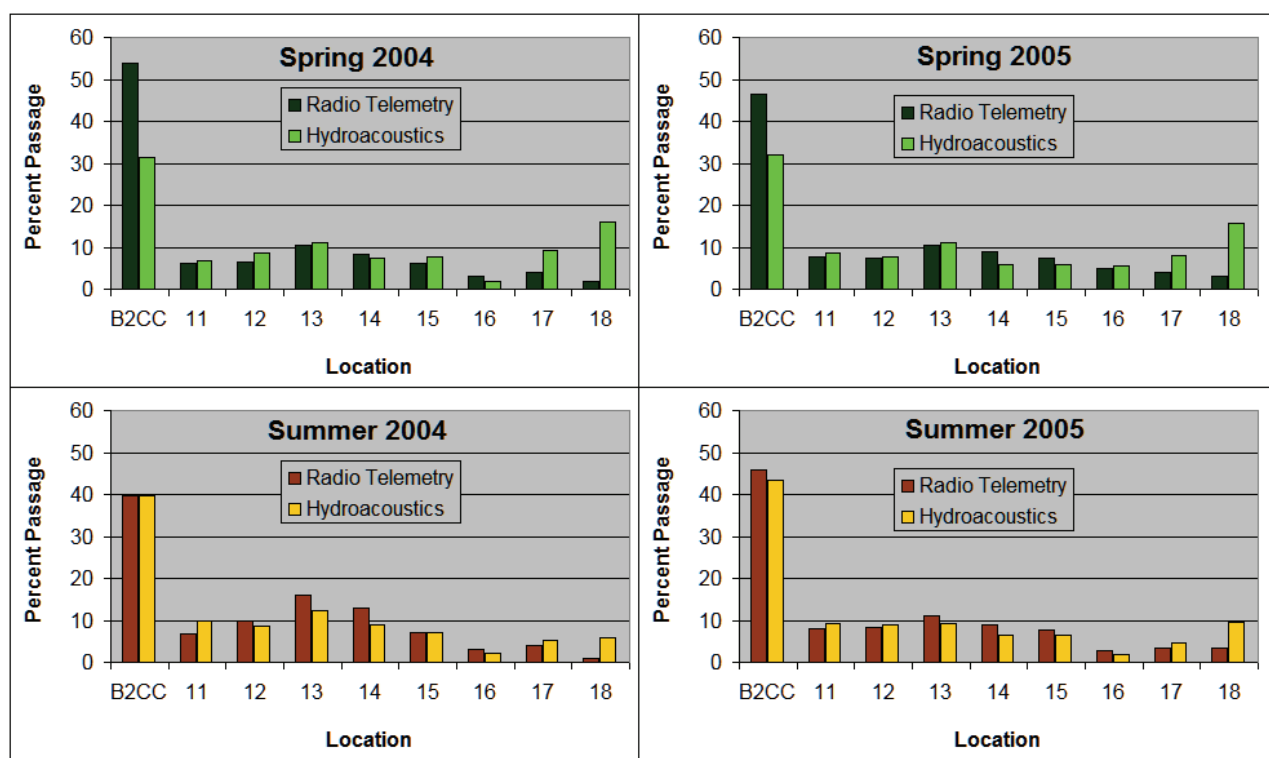 Spring 2004
Radio Telemetry
Hydroacoustics
Percent Passage
60
50
40
30
20
10
0
B2CC 11 12 13 14 15 16 17 18
Location
Spring 2005
Radio Telemetry
Hydroacoustics
Percent Passage
60
50
40
30
20
10
0
B2CC 11 12 13 14 15 16 17 18
Location
Summer 2004
Radio Telemetry
Hydroacoustics
Percent Passage
60
50
40
30
20
10
0
B2CC 11 12 13 14 15 16 17 18
Location
Summer 2005
Radio Telemetry
Hydroacoustics
Percent Passage
60
50
40
30
20
10
0
B2CC 11 12 13 14 15 16 17 18
Location